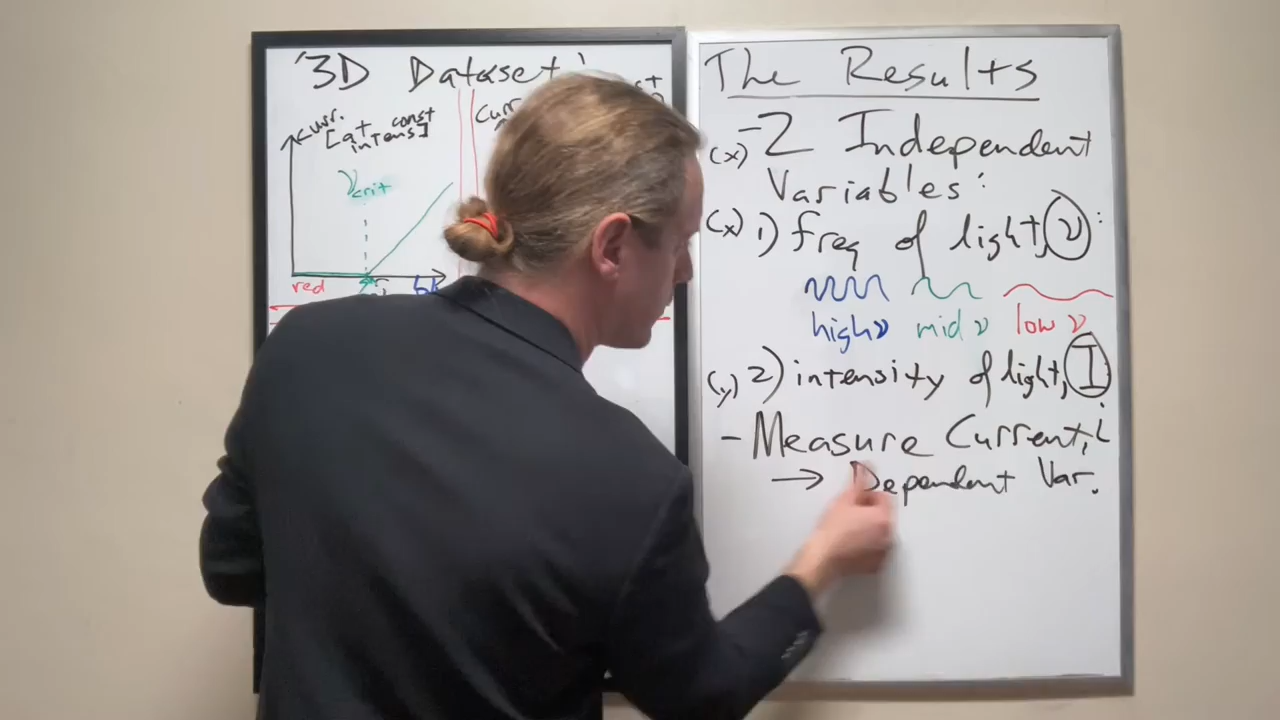 '3D Dataset'
Curr.
[at const
intens]
νcrit
red
Curr
The Results
(x) - 2 Independent
Variables:
(x) 1) freq of light, ν:
high ν mid ν low ν
(y) 2) intensity of light, I
- Measure Current, i
→ Dependent Var.